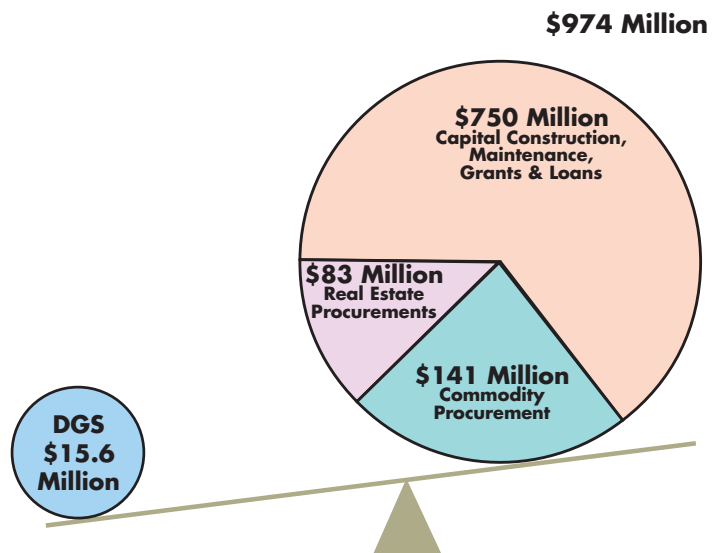 $974 Million
$750 Million
Capital Construction,
Maintenance,
Grants & Loans
$83 Million
Real Estate
Procurements
$141 Million
Commodity
Procurement
DGS
$15.6
Million